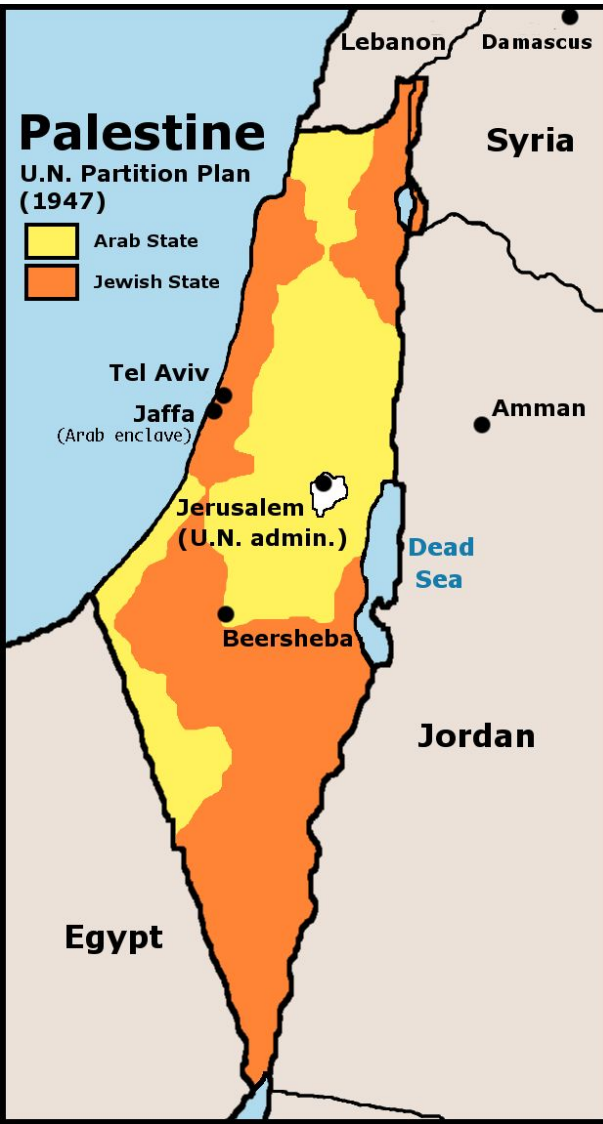 Lebanon
Damascus
Palestine
U.N. Partition Plan
(1947)
Syria
Arab State
Jewish State
Tel Aviv
Jaffa
(Arab enclave)
Amman
Jerusalem
(U.N. admin.)
Dead
Sea
Beersheba
Jordan
Egypt